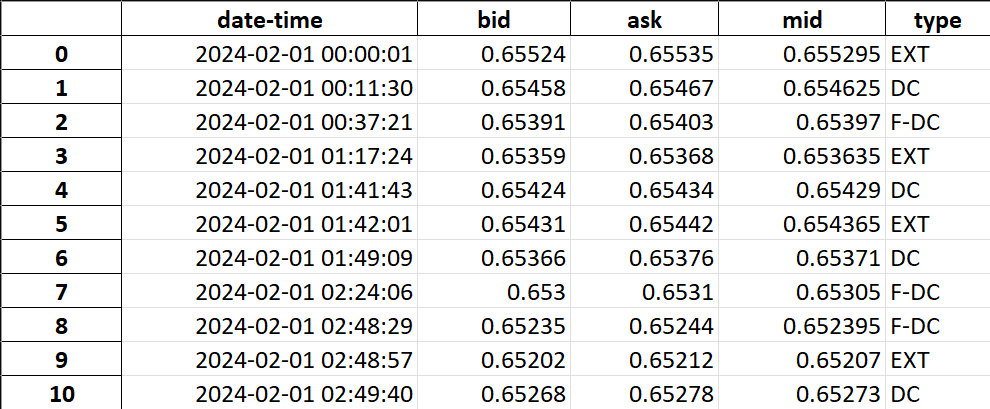 date-time bid ask mid type
0 2024-02-01 00:00:01 0.65524 0.65535 0.655295 EXT
1 2024-02-01 00:11:30 0.65458 0.65467 0.654625 DC
2 2024-02-01 00:37:21 0.65391 0.65403 0.65397 F-DC
3 2024-02-01 01:17:24 0.65359 0.65368 0.653635 EXT
4 2024-02-01 01:41:43 0.65424 0.65434 0.65429 DC
5 2024-02-01 01:42:01 0.65431 0.65442 0.654365 EXT
6 2024-02-01 01:49:09 0.65366 0.65376 0.65371 DC
7 2024-02-01 02:24:06 0.653 0.6531 0.65305 F-DC
8 2024-02-01 02:48:29 0.65235 0.65244 0.652395 F-DC
9 2024-02-01 02:48:57 0.65202 0.65212 0.65207 EXT
10 2024-02-01 02:49:40 0.65268 0.65278 0.65273 DC